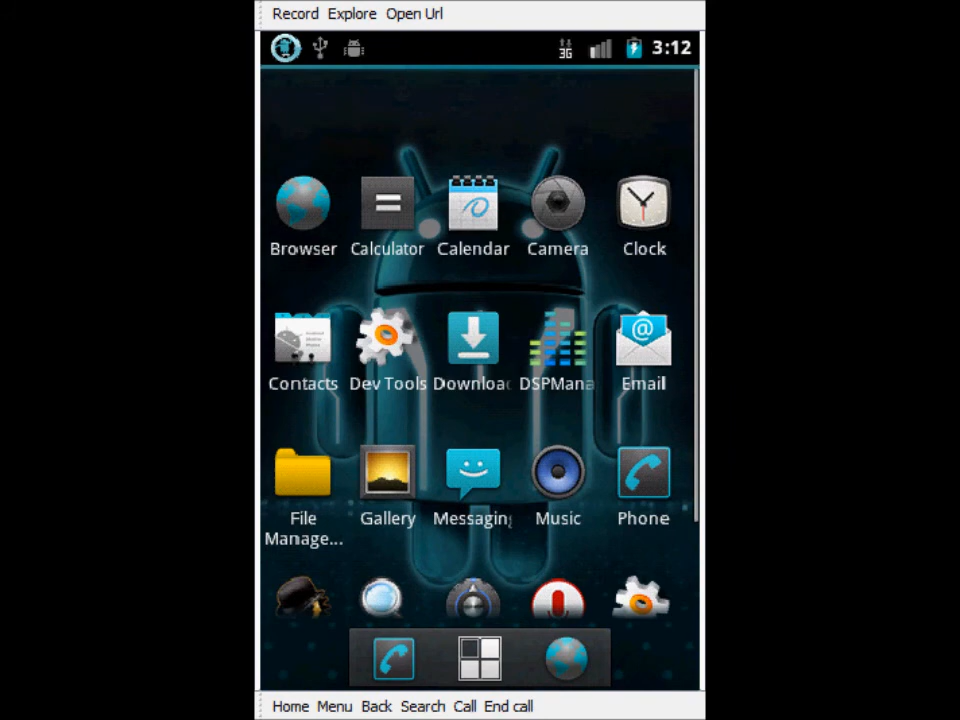 Record Explore Open Url
3G 3:12
Browser Calculator Calendar Camera Clock
Contacts Dev Tools Downloac DSPMana Email
File Manage... Gallery Messaging Music Phone
Home Menu Back Search Call End call